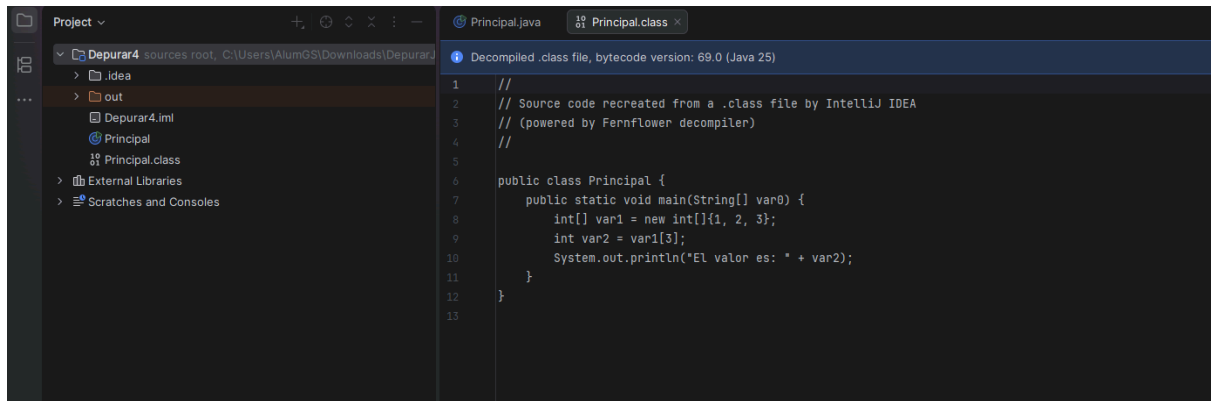 Project
Depurar4 sources root, C:\Users\AlumGS\Downloads\DepurarJ
.idea
out
Depurar4.iml
Principal
Principal.class
External Libraries
Scratches and Consoles
Principal.java
Principal.class
Decompiled .class file, bytecode version: 69.0 (Java 25)
1 //
2 // Source code recreated from a .class file by IntelliJ IDEA
3 // (powered by Fernflower decompiler)
4 //
5
6 public class Principal {
7 public static void main(String[] var0) {
8 int[] var1 = new int[]{1, 2, 3};
9 int var2 = var1[3];
10 System.out.println("El valor es: " + var2);
11 }
12 }
13